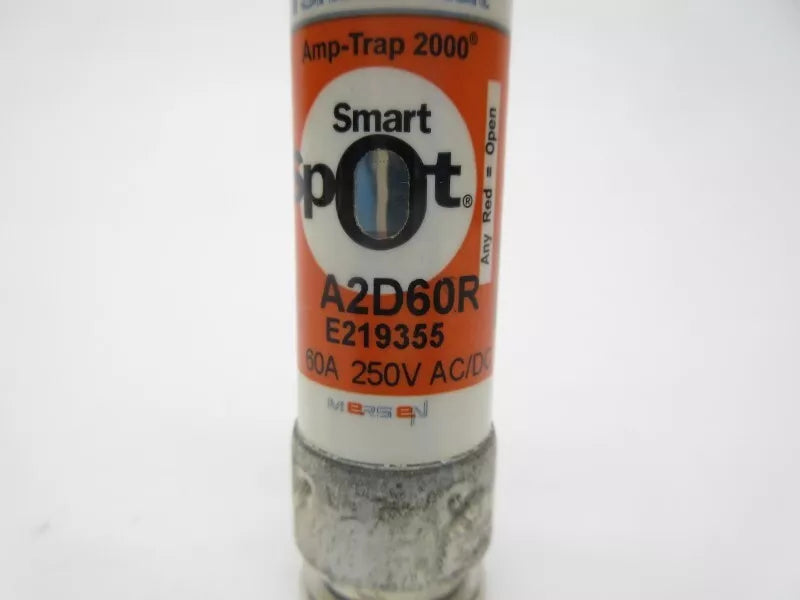 Amp-Trap 2000®
Smart
Spot®
Any Red = Open
A2D60R
E219355
60A 250V AC/DC
MERSEN